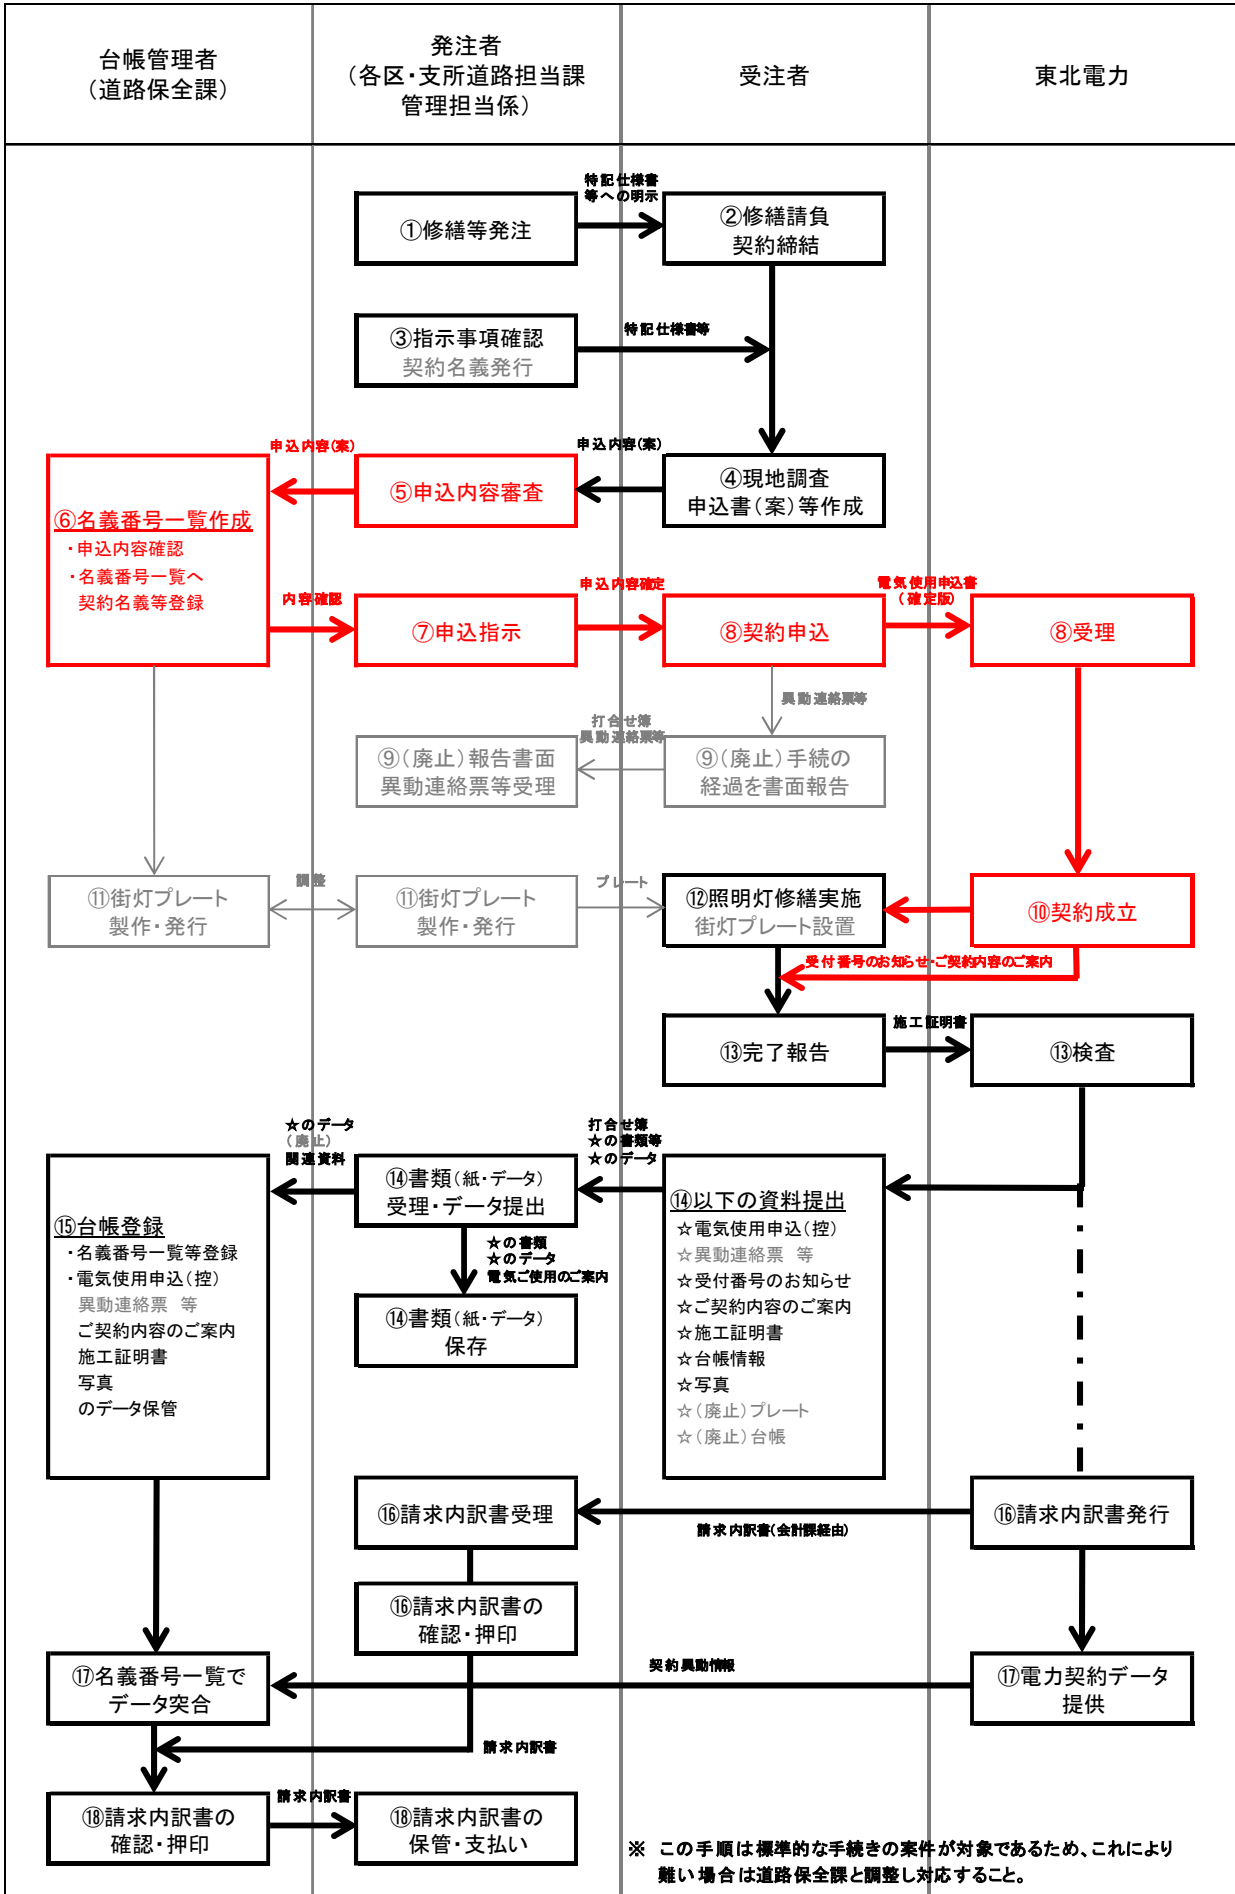 台帳管理者
(道路保全課)
発注者
(各区・支所道路担当課
管理担当係)
受注者
東北電力
特記仕様書
等への明示
①修繕等発注
②修繕請負
契約締結
③指示事項確認
契約名義発行
特記仕様書等
申込内容(案)
申込内容(案)
④現地調査
申込書(案)等作成
⑤申込内容審査
⑥名義番号一覧作成
・申込内容確認
・名義番号一覧へ
契約名義等登録
内容確認
⑦申込指示
申込内容確定
⑧契約申込
電気使用申込書
(確定版)
⑧受理
異動連絡票等
打合せ簿
異動連絡票等
⑨(廃止)報告書面
異動連絡票等受理
⑨(廃止)手続の
経過を書面報告
⑪街灯プレート
製作・発行
調整
⑪街灯プレート
製作・発行
プレート
⑫照明灯修繕実施
街灯プレート設置
⑩契約成立
受付番号のお知らせ・ご契約内容のご案内
⑬完了報告
施工証明書
⑬検査
☆のデータ
(廃止)
関連資料
打合せ簿
☆の書類等
☆のデータ
⑭書類(紙・データ)
受理・データ提出
☆の書類
☆のデータ
電気ご使用のご案内
⑭書類(紙・データ)
保存
⑭以下の資料提出
☆電気使用申込(控)
☆異動連絡票 等
☆受付番号のお知らせ
☆ご契約内容のご案内
☆施工証明書
☆台帳情報
☆写真
☆(廃止)プレート
☆(廃止)台帳
⑮台帳登録
・名義番号一覧等登録
・電気使用申込(控)
異動連絡票 等
ご契約内容のご案内
施工証明書
写真
のデータ保管
⑯請求内訳書受理
請求内訳書(会計課経由)
⑯請求内訳書発行
⑯請求内訳書の
確認・押印
⑰名義番号一覧で
データ突合
契約異動情報
⑰電力契約データ
提供
請求内訳書
⑱請求内訳書の
確認・押印
請求内訳書
⑱請求内訳書の
保管・支払い
※ この手順は標準的な手続きの案件が対象であるため、これにより
難い場合は道路保全課と調整し対応すること。